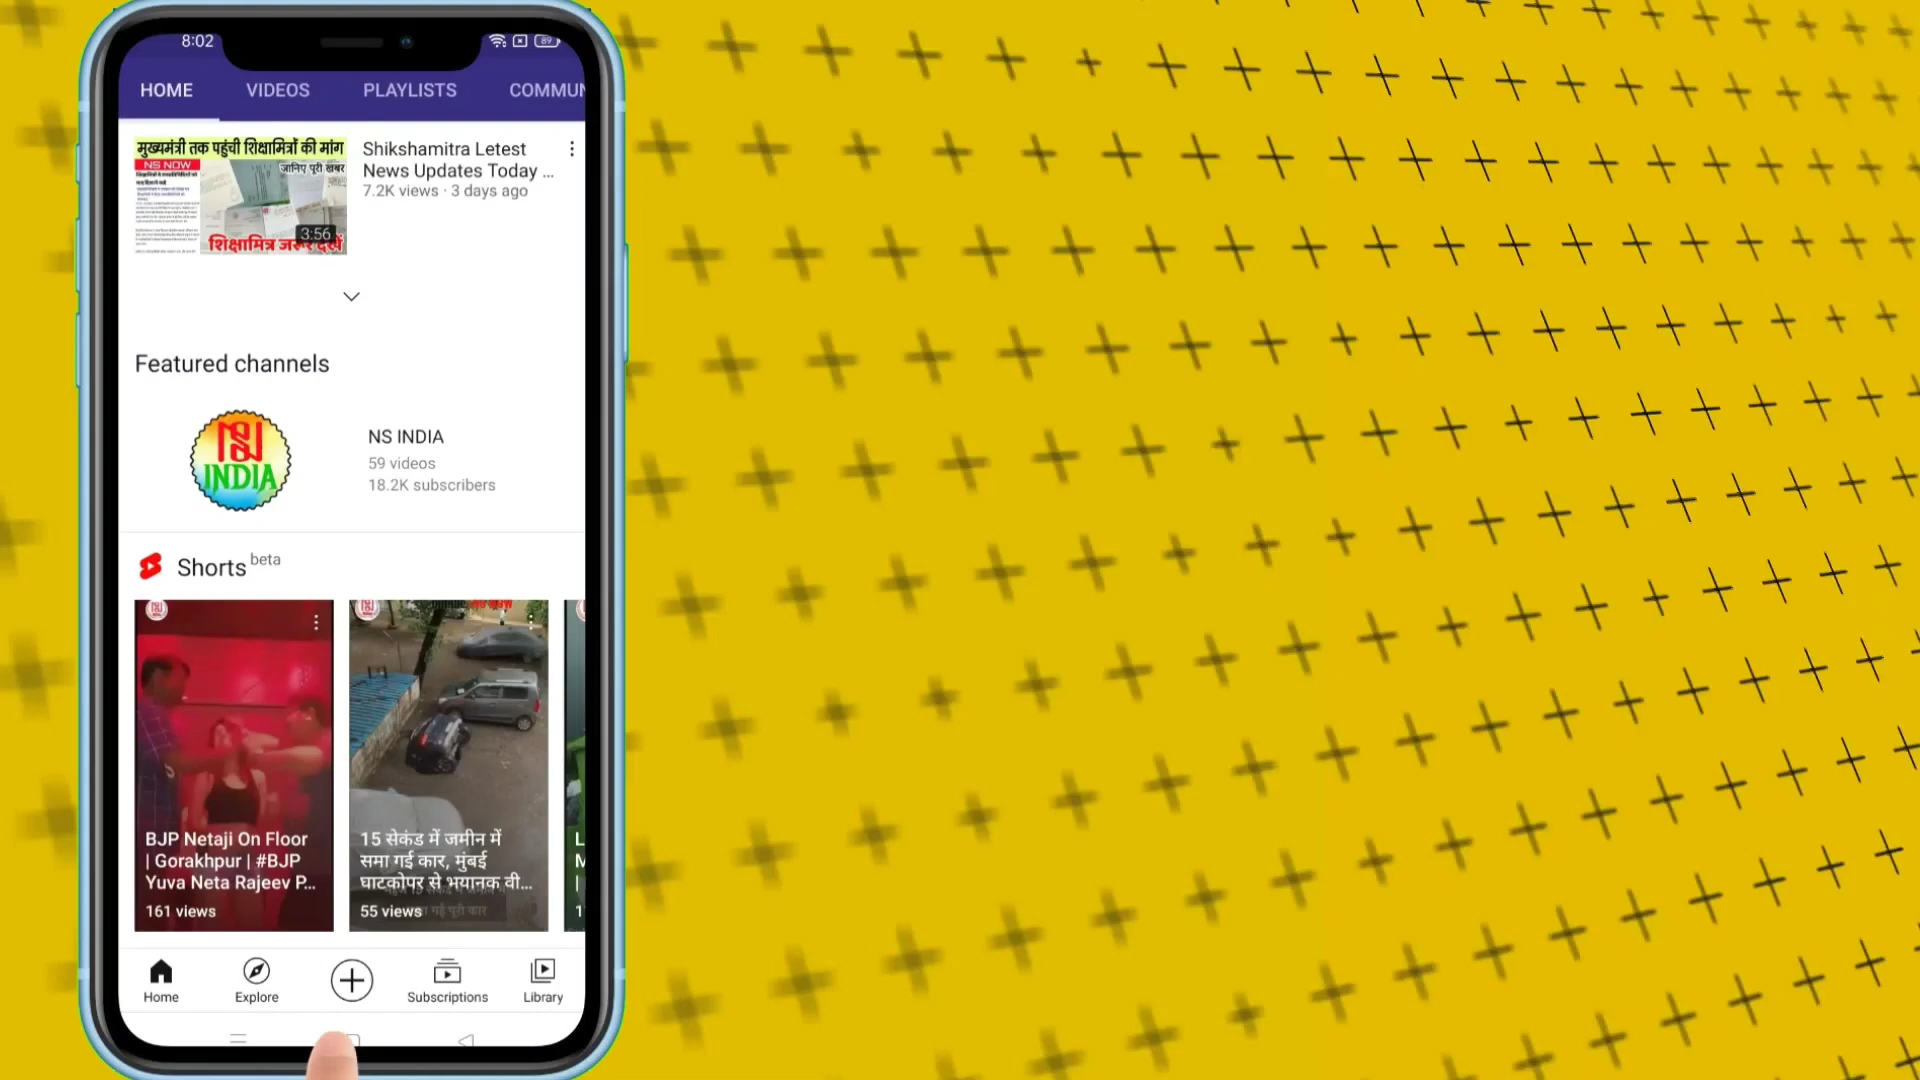 8:02
89
HOME
VIDEOS
PLAYLISTS
COMMUN
मुख्यमंत्री तक पहुंची शिक्षामित्रों की मांग
NS NOW
जानिए पूरी खबर
3:56
शिक्षामित्र जरूर देखें
Shikshamitra Letest
News Updates Today ...
7.2K views · 3 days ago
Featured channels
INDIA
NS INDIA
59 videos
18.2K subscribers
Shorts beta
BJP Netaji On Floor
| Gorakhpur | #BJP
Yuva Neta Rajeev P...
161 views
15 सेकंड में जमीन में
समा गई कार, मुंबई
घाटकोपर से भयानक वी...
55 views
L
M
|
1
Home
Explore
Subscriptions
Library